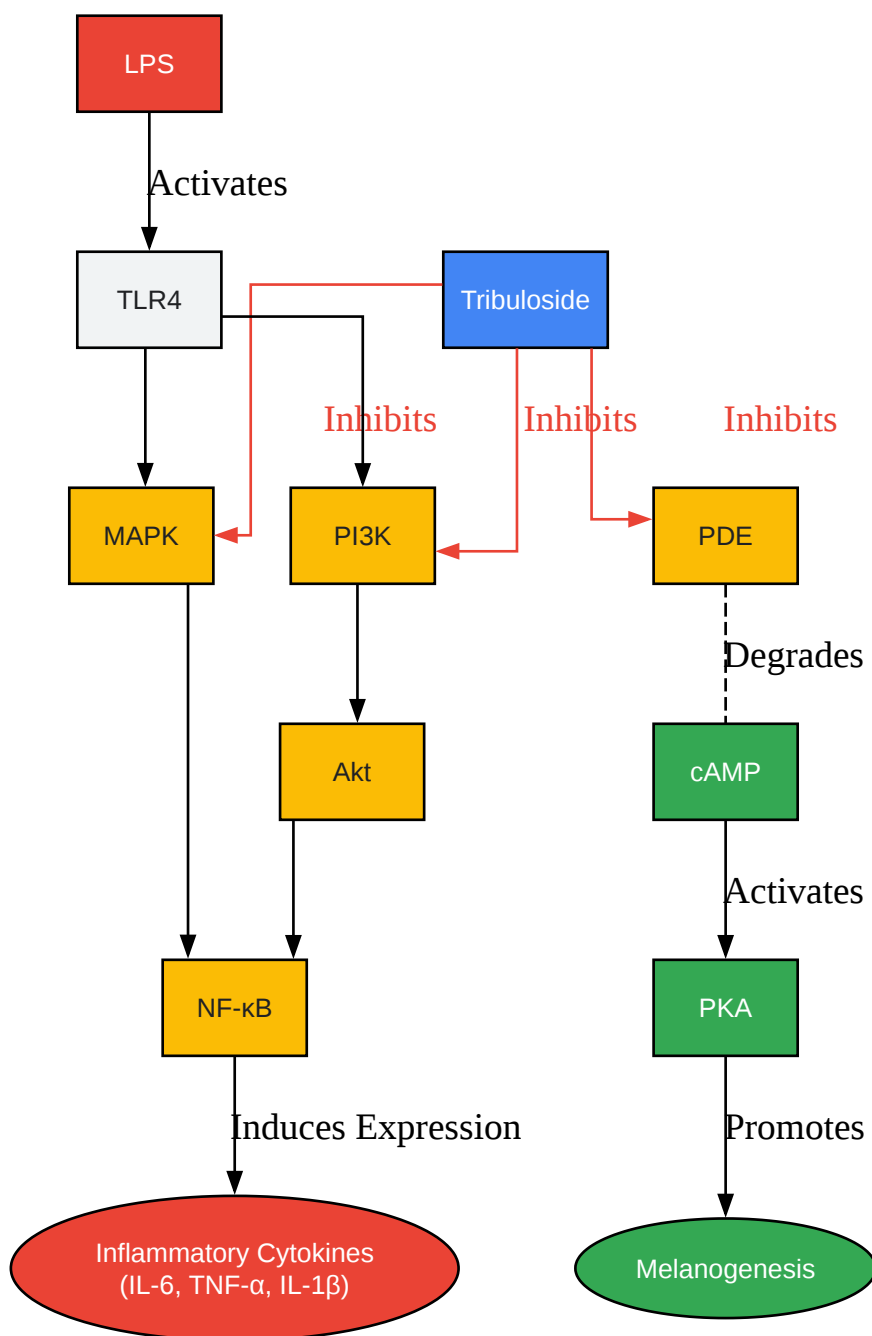 LPS
Activates
TLR4
Tribuloside
Inhibits
Inhibits
Inhibits
MAPK
PI3K
PDE
Degrades
Akt
cAMP
Activates
NF-κB
PKA
Induces Expression
Promotes
Inflammatory Cytokines
(IL-6, TNF-α, IL-1β)
Melanogenesis